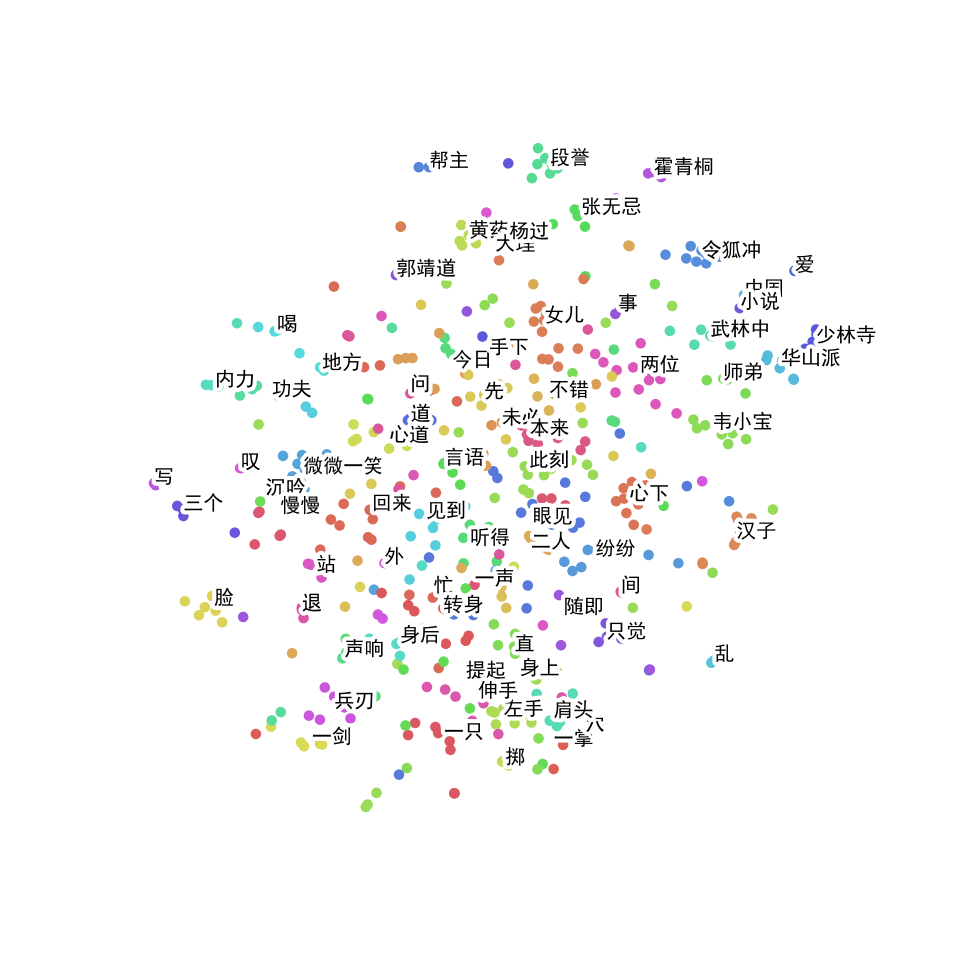 帮主
段誉
霍青桐
张无忌
黄药
杨过
大理
令狐冲
爱
郭靖道
中国
小说
喝
女儿
事
武林中
少林寺
手下
地方
今日
两位
华山派
内力
功夫
问
先
不错
师弟
道
未必
本来
韦小宝
心道
叹
微微一笑
言语
此刻
写
三个
沉吟
慢慢
回来
见到
心下
眼见
汉子
听得
二人
纷纷
站
外
忙
一声
间
脸
退
转身
随即
只觉
声响
身后
直
乱
提起
身上
兵刃
伸手
左手
肩头
穴
一剑
一只
一掌
掷